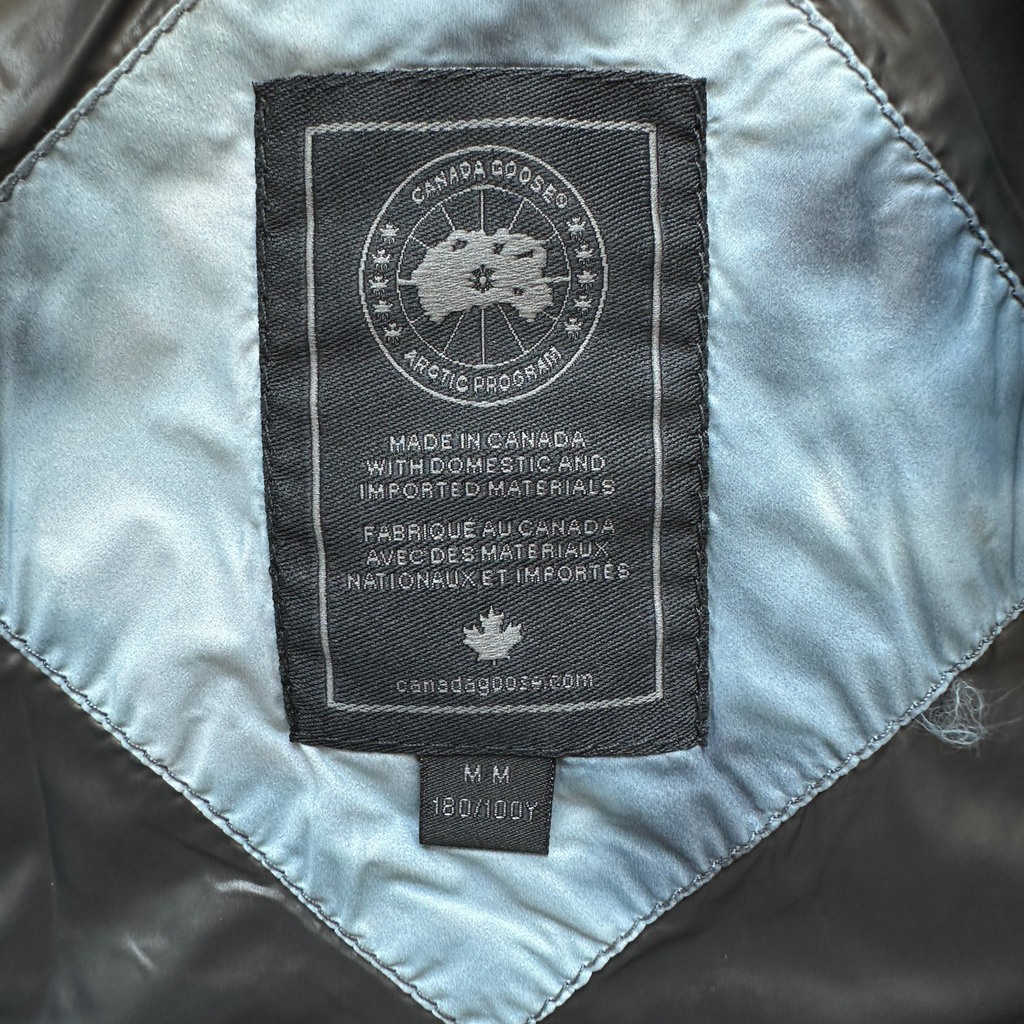 CANADA GOOSE®
ARCTIC PROGRAM
MADE IN CANADA
WITH DOMESTIC AND
IMPORTED MATERIALS
FABRIQUÉ AU CANADA
AVEC DES MATERIAUX
NATIONAUX ET IMPORTÉS
canadagoose.com
M M
180/100Y